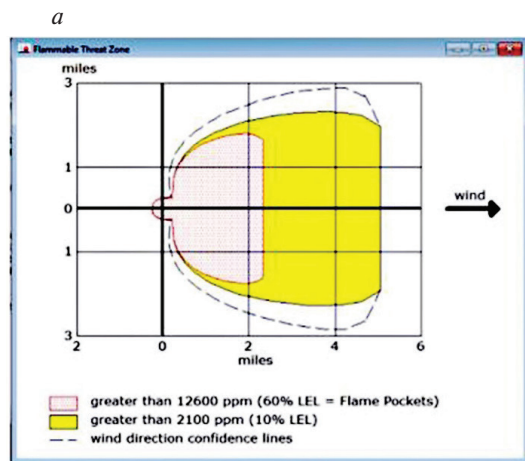 a
Flammable Threat Zone
miles
3
1
0
1
3
wind
2 0 2 4 6
miles
greater than 12600 ppm (60% LEL = Flame Pockets)
greater than 2100 ppm (10% LEL)
wind direction confidence lines